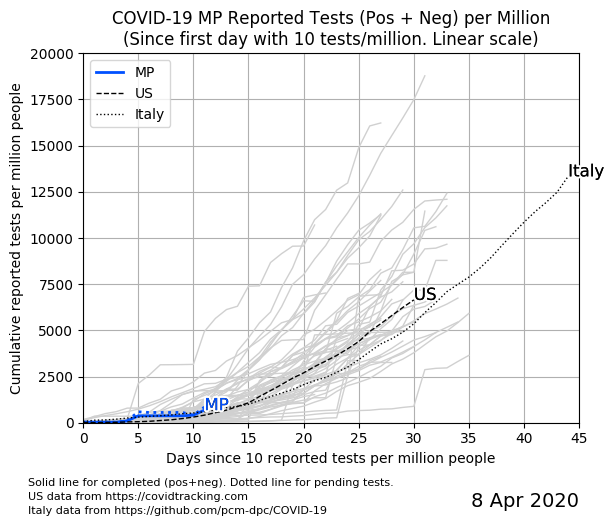 COVID-19 MP Reported Tests (Pos + Neg) per Million
(Since first day with 10 tests/million. Linear scale)
Cumulative reported tests per million people
20000
17500
15000
12500
10000
7500
5000
2500
0
MP
US
Italy
Italy
US
MP
0 5 10 15 20 25 30 35 40 45
Days since 10 reported tests per million people
Solid line for completed (pos+neg). Dotted line for pending tests.
US data from https://covidtracking.com
Italy data from https://github.com/pcm-dpc/COVID-19
8 Apr 2020